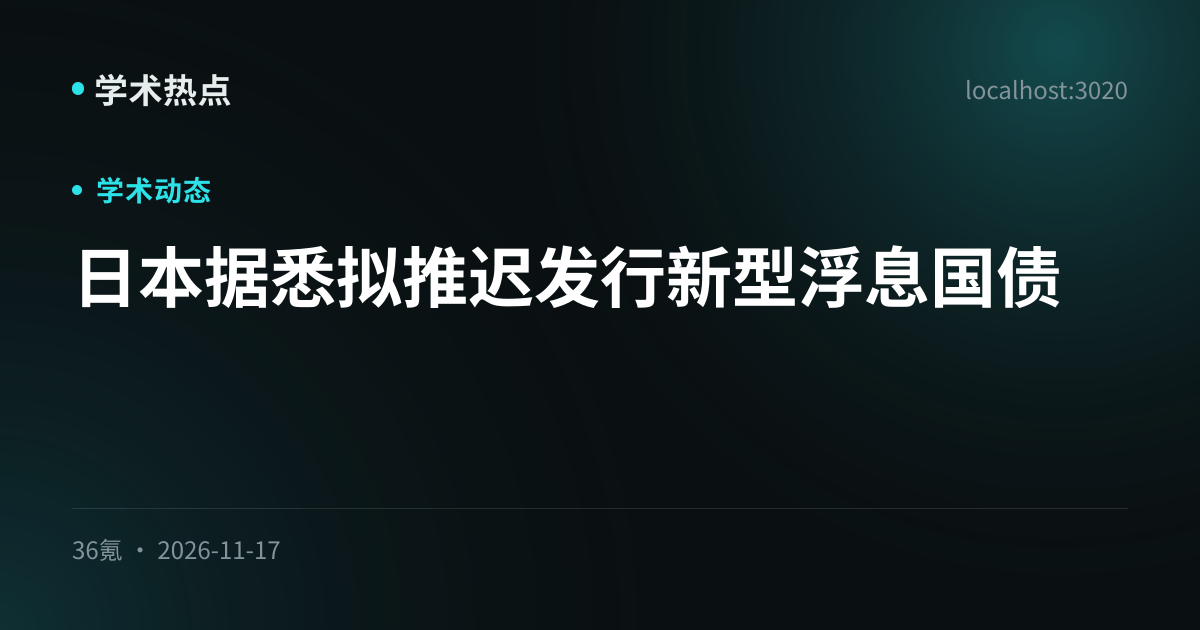 学术热点
localhost:3020
学术动态
日本据悉拟推迟发行新型浮息国债
36氪 · 2026-11-17